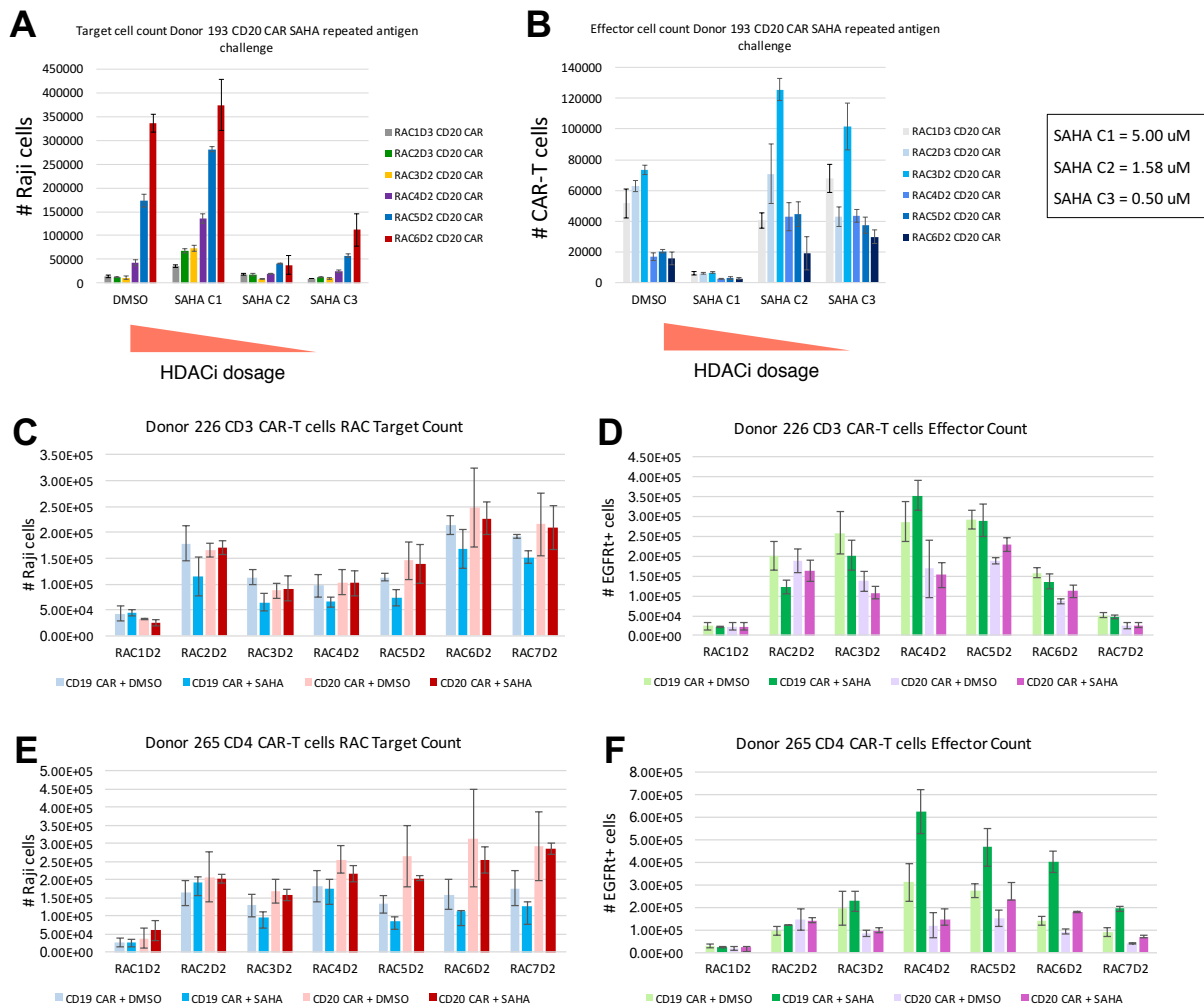 A
Target cell count Donor 193 CD20 CAR SAHA repeated antigen
challenge
# Raji cells
450000
400000
350000
300000
250000
200000
150000
100000
50000
0
DMSO SAHA C1 SAHA C2 SAHA C3
RAC1D3 CD20 CAR
RAC2D3 CD20 CAR
RAC3D2 CD20 CAR
RAC4D2 CD20 CAR
RAC5D2 CD20 CAR
RAC6D2 CD20 CAR
HDACi dosage
B
Effector cell count Donor 193 CD20 CAR SAHA repeated antigen
challenge
# CAR-T cells
140000
120000
100000
80000
60000
40000
20000
0
DMSO SAHA C1 SAHA C2 SAHA C3
RAC1D3 CD20 CAR
RAC2D3 CD20 CAR
RAC3D2 CD20 CAR
RAC4D2 CD20 CAR
RAC5D2 CD20 CAR
RAC6D2 CD20 CAR
HDACi dosage
SAHA C1 = 5.00 uM
SAHA C2 = 1.58 uM
SAHA C3 = 0.50 uM
C
Donor 226 CD3 CAR-T cells RAC Target Count
# Raji cells
3.50E+05
3.00E+05
2.50E+05
2.00E+05
1.50E+05
1.00E+05
5.00E+04
0.00E+00
RAC1D2 RAC2D2 RAC3D2 RAC4D2 RAC5D2 RAC6D2 RAC7D2
CD19 CAR + DMSO CD19 CAR + SAHA CD20 CAR + DMSO CD20 CAR + SAHA
D
Donor 226 CD3 CAR-T cells Effector Count
# EGFRt+ cells
4.50E+05
4.00E+05
3.50E+05
3.00E+05
2.50E+05
2.00E+05
1.50E+05
1.00E+05
5.00E+04
0.00E+00
RAC1D2 RAC2D2 RAC3D2 RAC4D2 RAC5D2 RAC6D2 RAC7D2
CD19 CAR + DMSO CD19 CAR + SAHA CD20 CAR + DMSO CD20 CAR + SAHA
E
Donor 265 CD4 CAR-T cells RAC Target Count
# Raji cells
5.00E+05
4.50E+05
4.00E+05
3.50E+05
3.00E+05
2.50E+05
2.00E+05
1.50E+05
1.00E+05
5.00E+04
0.00E+00
RAC1D2 RAC2D2 RAC3D2 RAC4D2 RAC5D2 RAC6D2 RAC7D2
CD19 CAR + DMSO CD19 CAR + SAHA CD20 CAR + DMSO CD20 CAR + SAHA
F
Donor 265 CD4 CAR-T cells Effector Count
# EGFRt+ cells
8.00E+05
7.00E+05
6.00E+05
5.00E+05
4.00E+05
3.00E+05
2.00E+05
1.00E+05
0.00E+00
RAC1D2 RAC2D2 RAC3D2 RAC4D2 RAC5D2 RAC6D2 RAC7D2
CD19 CAR + DMSO CD19 CAR + SAHA CD20 CAR + DMSO CD20 CAR + SAHA